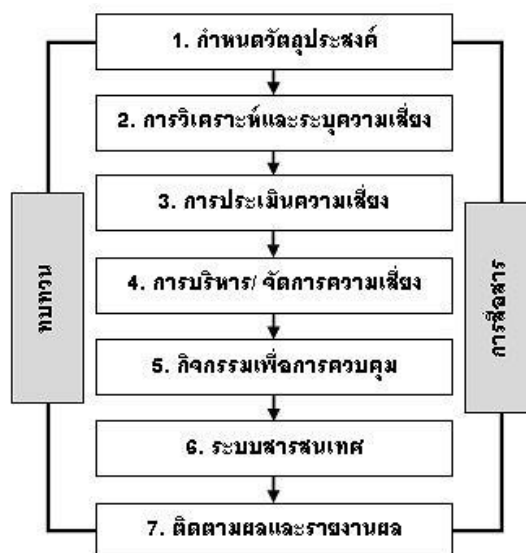 1. กำหนดวัตถุประสงค์
2. การวิเคราะห์และระบุความเสี่ยง
3. การประเมินความเสี่ยง
4. การบริหาร/ จัดการความเสี่ยง
5. กิจกรรมเพื่อการควบคุม
6. ระบบสารสนเทศ
7. ติดตามผลและรายงานผล
ทบทวน
การสื่อสาร